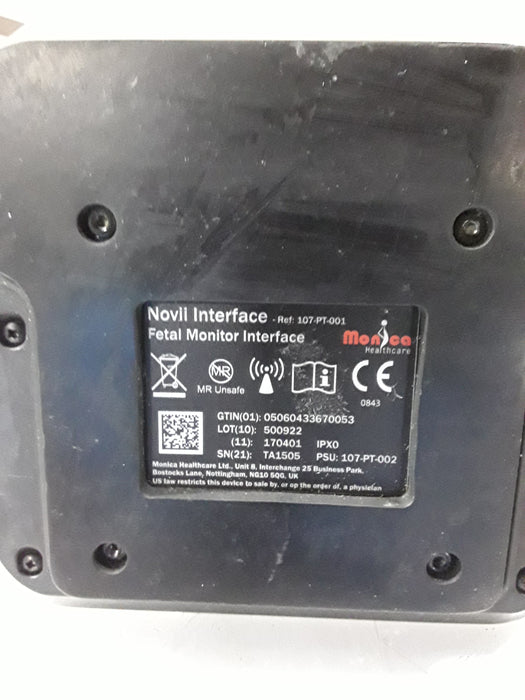 Novii Interface - Ref: 107-PT-001
Fetal Monitor Interface
Monica
Healthcare
MR
MR Unsafe
CE
0843
GTIN(01): 05060433670053
LOT(10): 500922
(11): 170401 IPX0
SN(21): TA1505 PSU: 107-PT-002
Monica Healthcare Ltd., Unit 8, Interchange 25 Business Park,
Bostocks Lane, Nottingham, NG10 5QG, UK
US law restricts this device to sale by, or op the order of, a physician